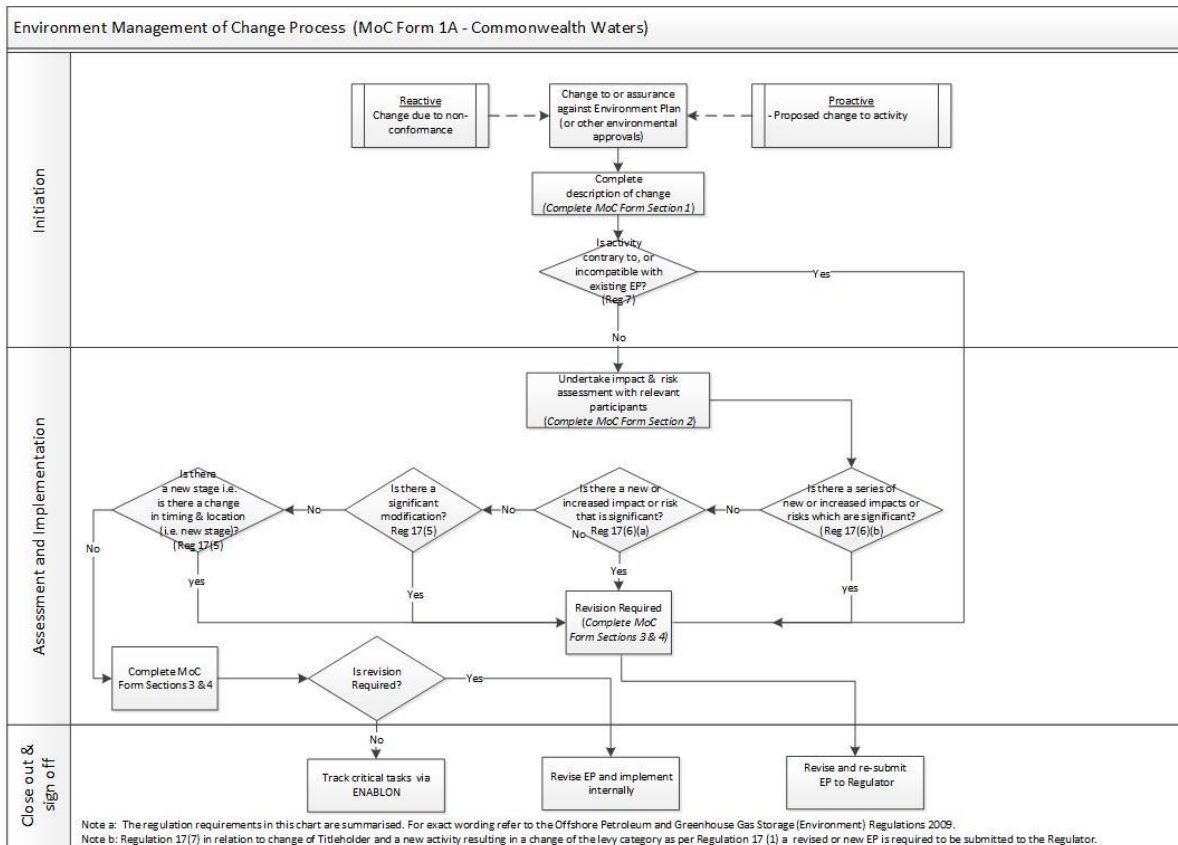 Environment Management of Change Process (MoC Form 1A - Commonwealth Waters)
Initiation
Reactive
Change due to non-
conformance
Change to or assurance
against Environment Plan
(or other environmental
approvals)
Proactive
- Proposed change to activity
Complete
description of change
(Complete MoC Form Section 1)
Is activity
contrary to, or
incompatible with
existing EP?
(Reg 7)
Yes
No
Assessment and Implementation
Undertake impact & risk
assessment with relevant
participants
(Complete MoC Form Section 2)
Is there
a new stage i.e.
is there a change
in timing & location
(i.e. new stage)?
(Reg 17(5)
No
Is there a
significant
modification?
Reg 17(5)
No
Is there a new or
increased impact or risk
that is significant?
Reg 17(6)(a)
No
No
Is there a series of
new or increased impacts or
risks which are significant?
(Reg 17(6)(b)
No
yes
Yes
Yes
yes
Revision Required
(Complete MoC
Form Sections 3 & 4)
Complete MoC
Form Sections 3 & 4
Is revision
Required?
Yes
No
Close out &
sign off
Track critical tasks via
ENABLON
Revise EP and implement
internally
Revise and re-submit
EP to Regulator
Note a: The regulation requirements in this chart are summarised. For exact wording refer to the Offshore Petroleum and Greenhouse Gas Storage (Environment) Regulations 2009.
Note b: Regulation 17(7) in relation to change of Titleholder and a new activity resulting in a change of the levy category as per Regulation 17 (1) a revised or new EP is required to be submitted to the Regulator.